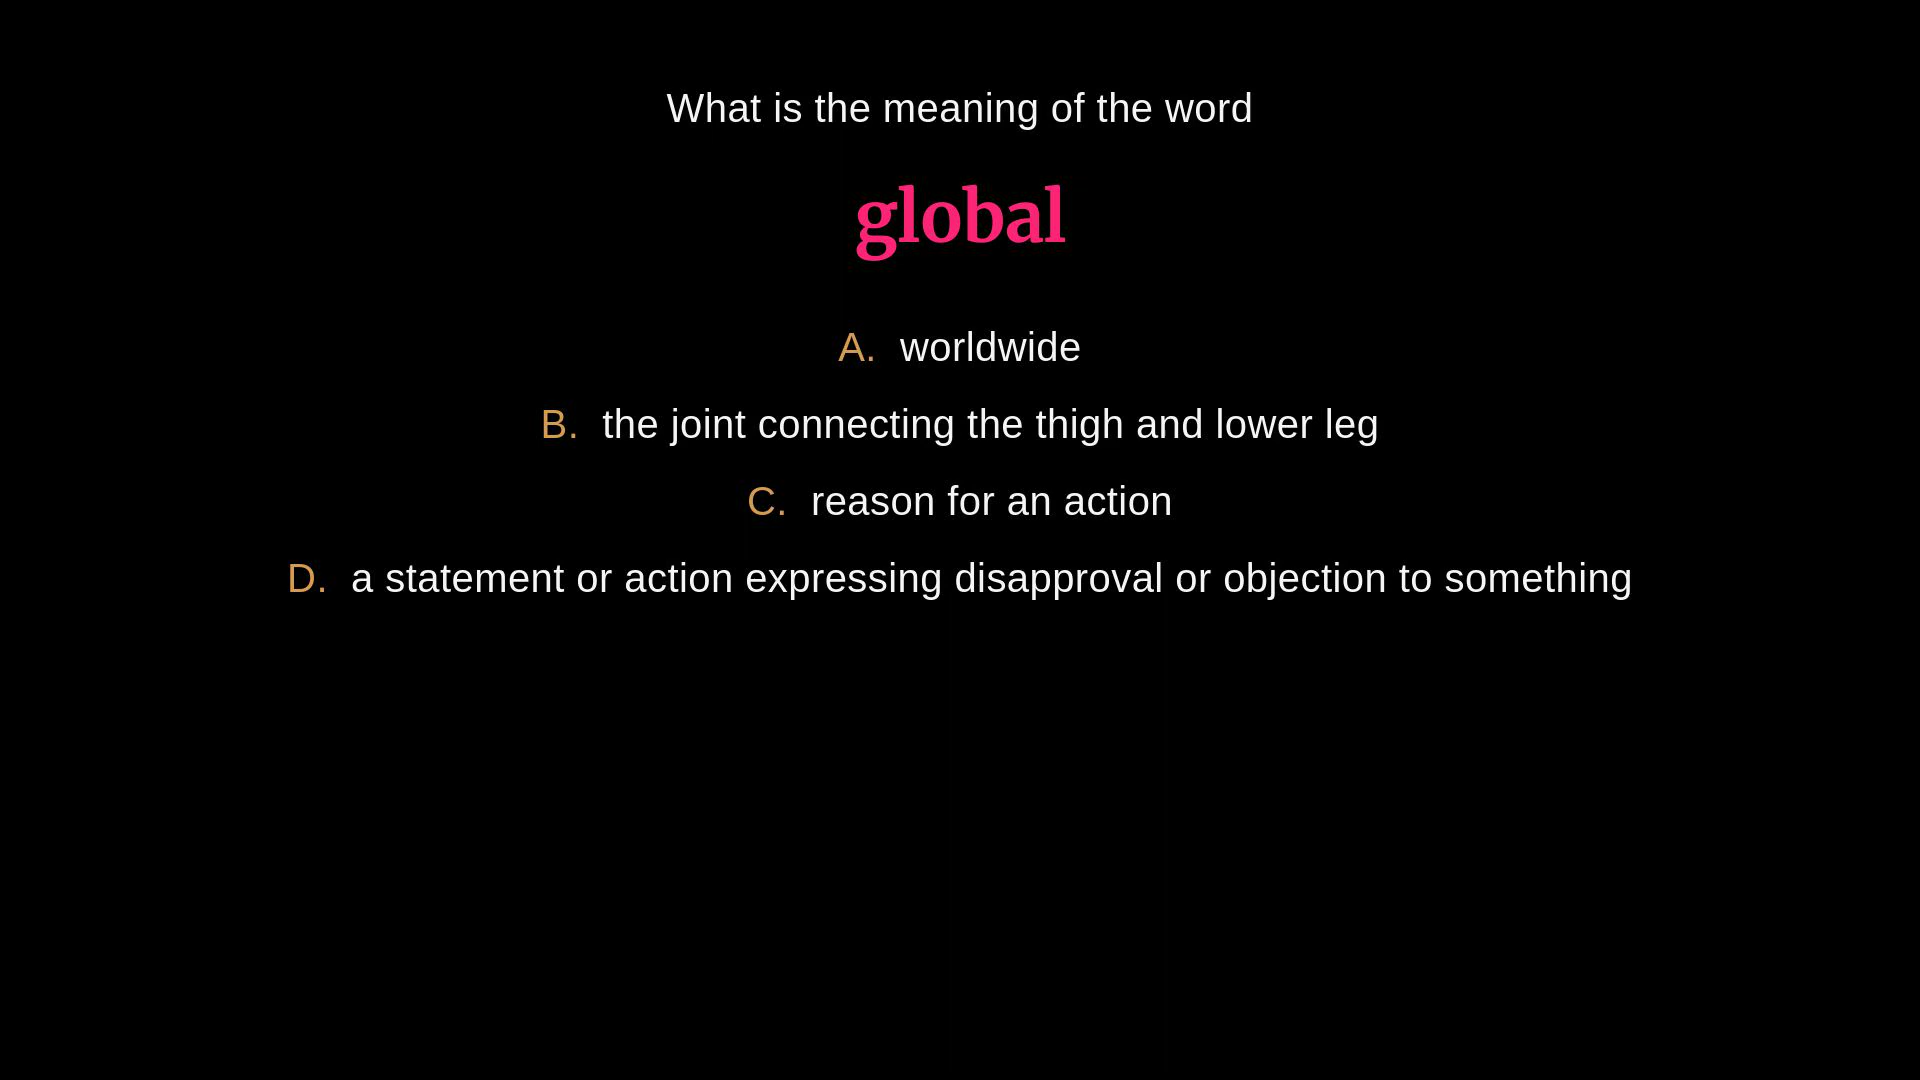 What is the meaning of the word
global
A. worldwide
B. the joint connecting the thigh and lower leg
C. reason for an action
D. a statement or action expressing disapproval or objection to something